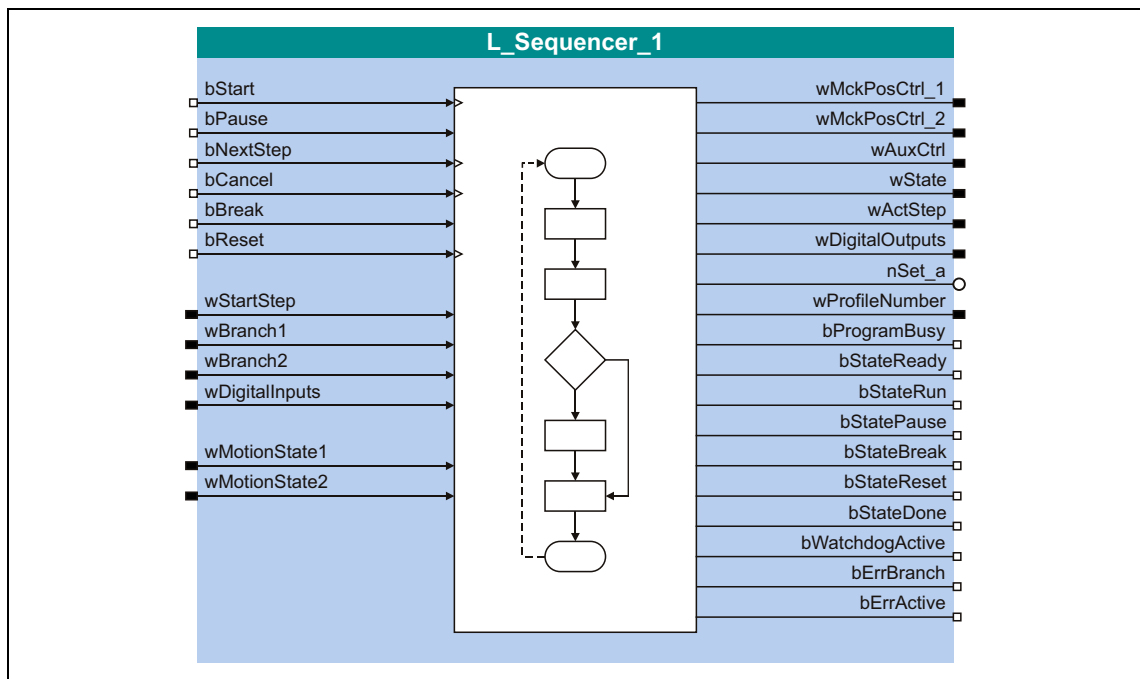 L_Sequencer_1
bStart
bPause
bNextStep
bCancel
bBreak
bReset
wStartStep
wBranch1
wBranch2
wDigitalInputs
wMotionState1
wMotionState2
wMckPosCtrl_1
wMckPosCtrl_2
wAuxCtrl
wState
wActStep
wDigitalOutputs
nSet_a
wProfileNumber
bProgramBusy
bStateReady
bStateRun
bStatePause
bStateBreak
bStateReset
bStateDone
bWatchdogActive
bErrBranch
bErrActive